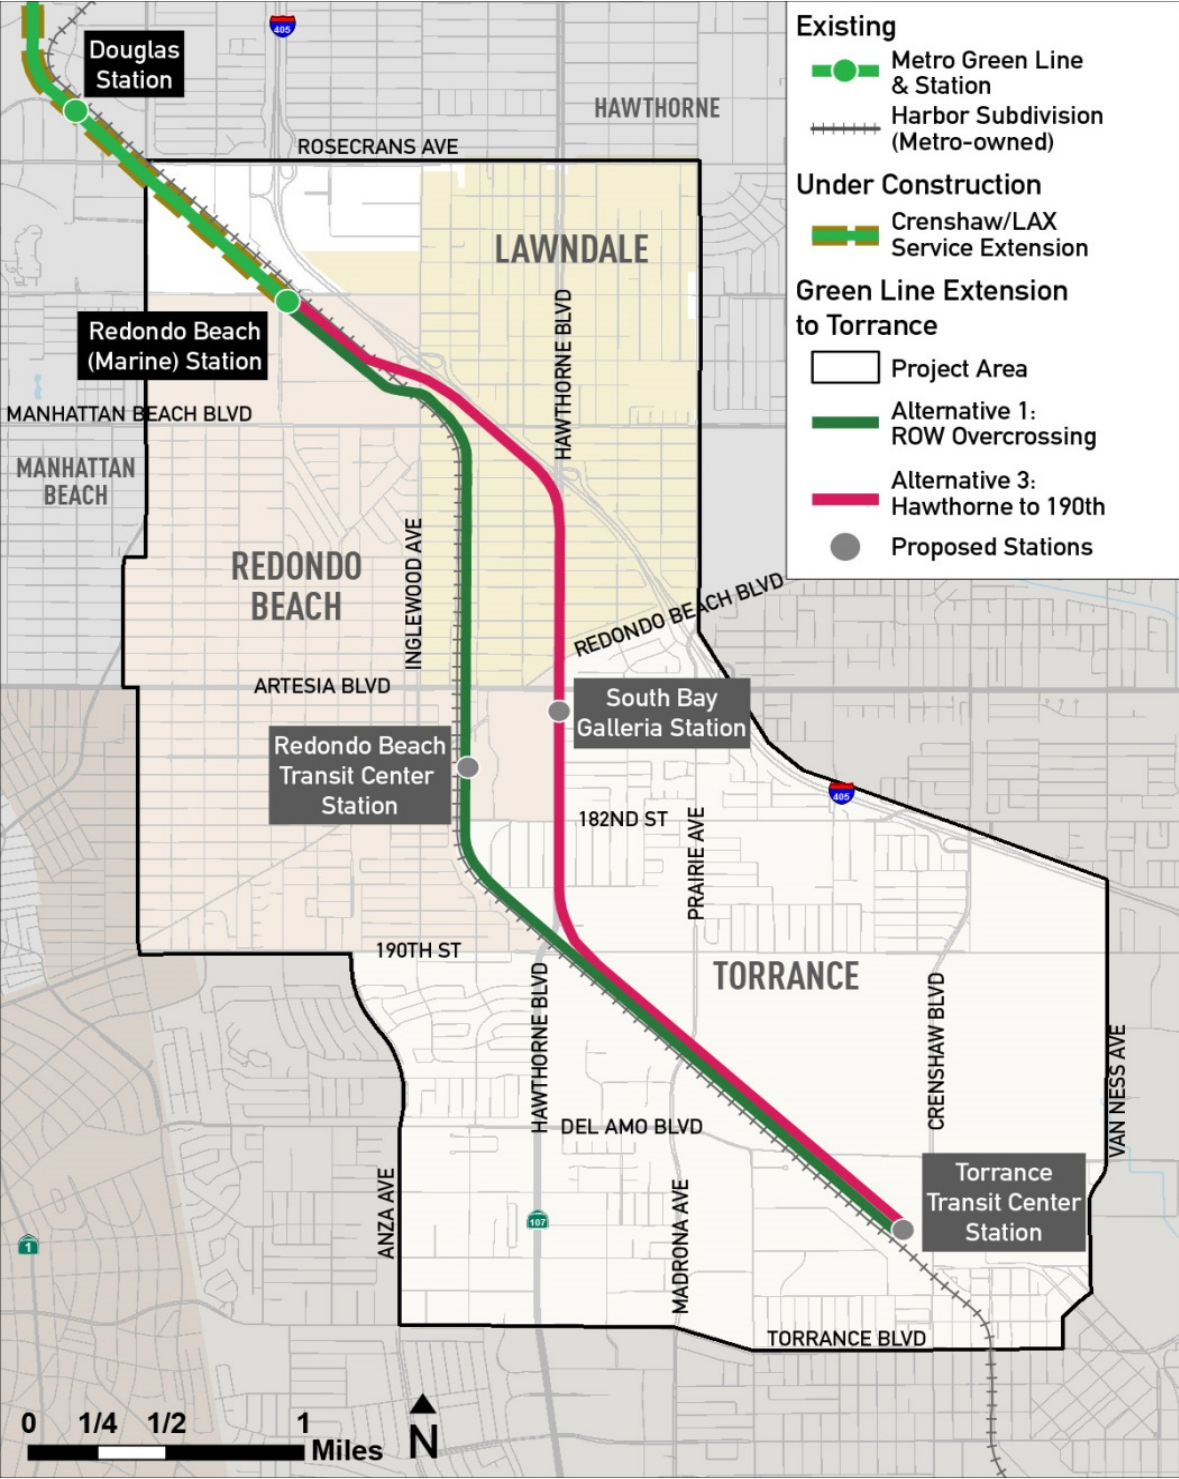 Existing
Metro Green Line
& Station
Harbor Subdivision
(Metro-owned)
Under Construction
Crenshaw/LAX
Service Extension
Green Line Extension
to Torrance
Project Area
Alternative 1:
ROW Overcrossing
Alternative 3:
Hawthorne to 190th
Proposed Stations
405
Douglas
Station
HAWTHORNE
ROSECRANS AVE
LAWNDALE
HAWTHORNE BLVD
Redondo Beach
(Marine) Station
MANHATTAN BEACH BLVD
MANHATTAN
BEACH
REDONDO
BEACH
INGLEWOOD AVE
REDONDO BEACH BLVD
ARTESIA BLVD
South Bay
Galleria Station
Redondo Beach
Transit Center
Station
405
182ND ST
PRAIRIE AVE
190TH ST
TORRANCE
HAWTHORNE BLVD
CRENSHAW BLVD
VAN NESS AVE
DEL AMO BLVD
Torrance
Transit Center
Station
ANZA AVE
107
MADRONA AVE
1
TORRANCE BLVD
0 1/4 1/2 1
Miles
N